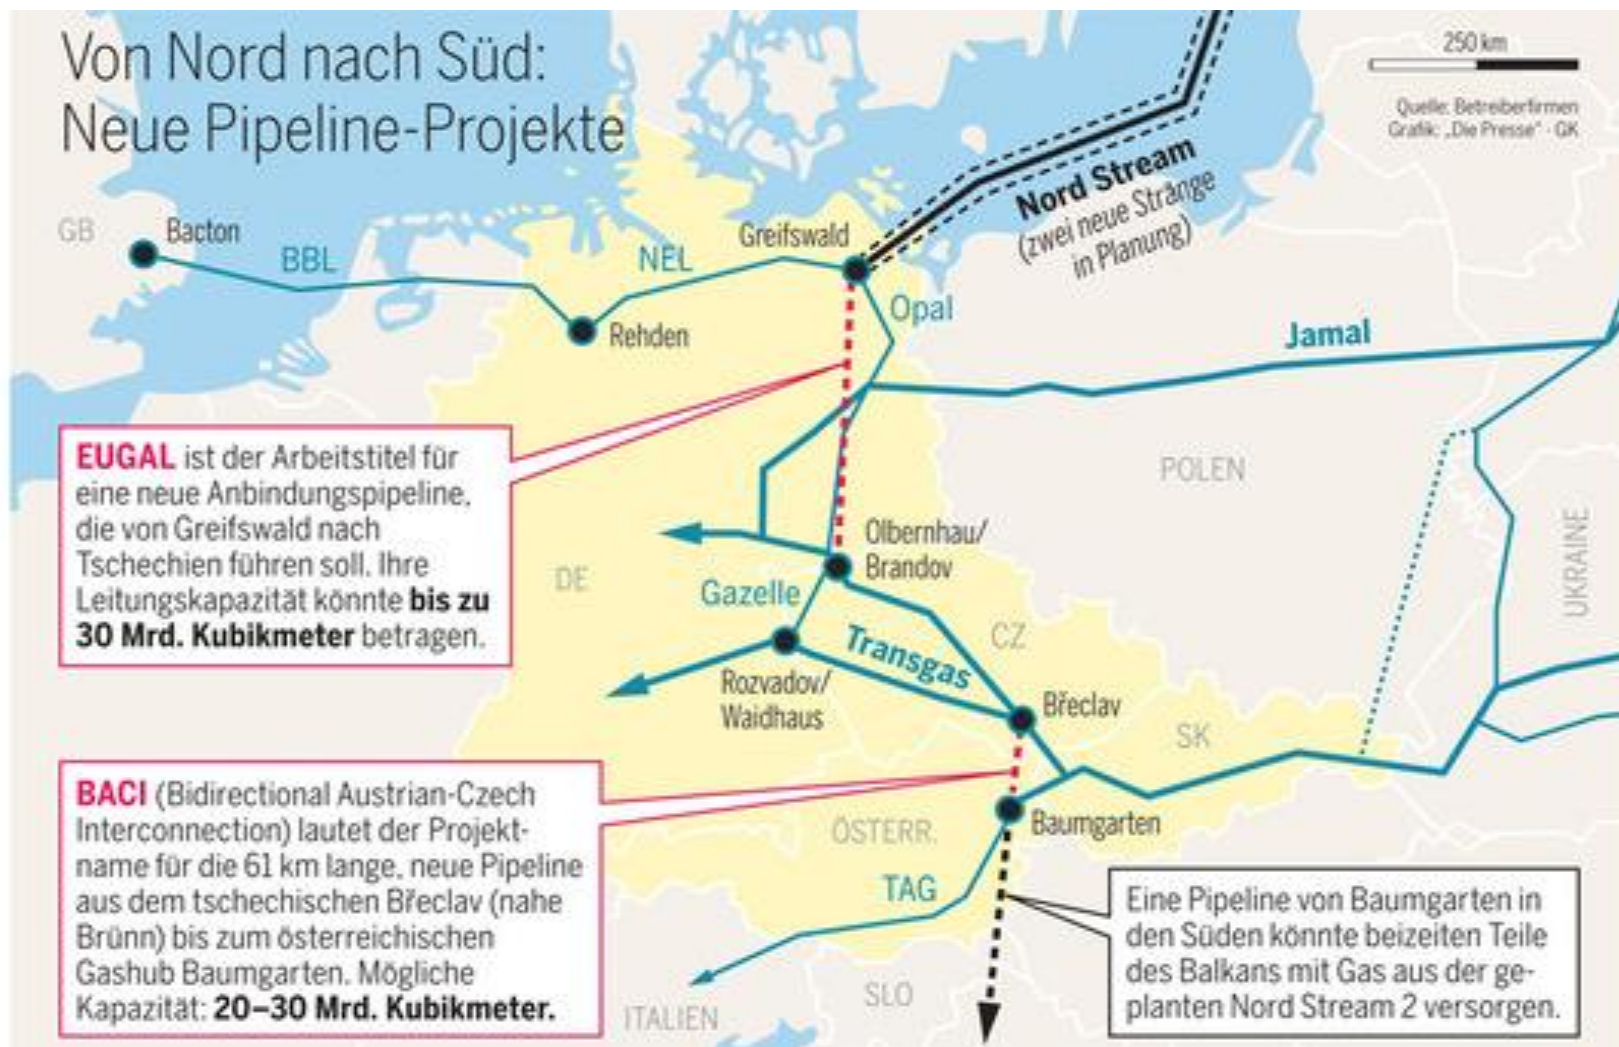 Von Nord nach Süd:
Neue Pipeline-Projekte
250 km
Quelle: Betreiberfirmen
Grafik: „Die Presse" · GK
Nord Stream
(zwei neue Stränge
in Planung)
GB
Bacton
BBL
NEL
Greifswald
Rehden
Opal
Jamal
EUGAL ist der Arbeitstitel für
eine neue Anbindungspipeline,
die von Greifswald nach
Tschechien führen soll. Ihre
Leitungskapazität könnte bis zu
30 Mrd. Kubikmeter betragen.
POLEN
UKRAINE
DE
Olbernhau/
Brandov
Gazelle
CZ
Transgas
Rozvadov/
Waidhaus
Břeclav
SK
BACI (Bidirectional Austrian-Czech
Interconnection) lautet der Projekt-
name für die 61 km lange, neue Pipeline
aus dem tschechischen Břeclav (nahe
Brünn) bis zum österreichischen
Gashub Baumgarten. Mögliche
Kapazität: 20–30 Mrd. Kubikmeter.
ÖSTERR.
Baumgarten
TAG
Eine Pipeline von Baumgarten in
den Süden könnte beizeiten Teile
des Balkans mit Gas aus der ge-
planten Nord Stream 2 versorgen.
SLO
ITALIEN